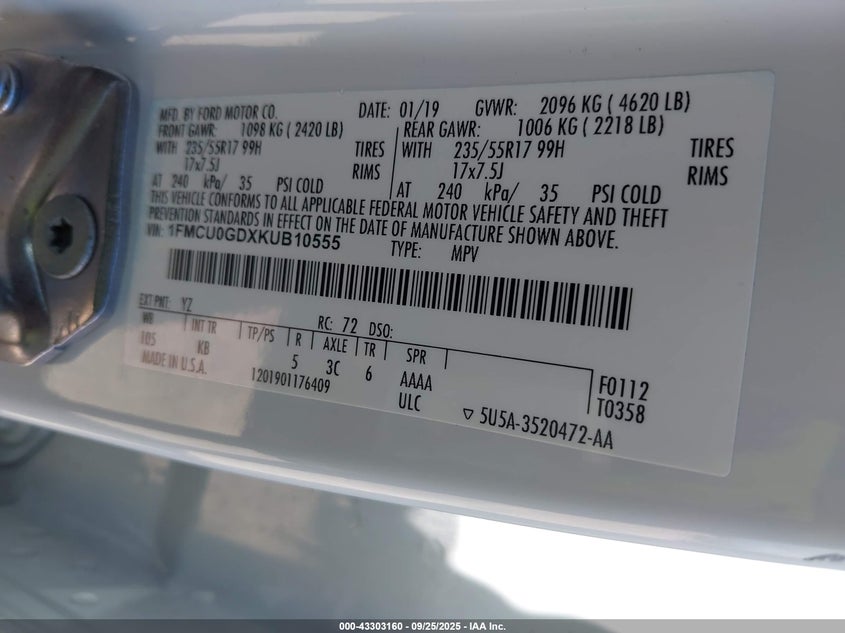 MFD. BY FORD MOTOR CO. DATE: 01/19 GVWR: 2096 KG ( 4620 LB)
FRONT GAWR: 1098 KG ( 2420 LB) REAR GAWR: 1006 KG ( 2218 LB)
WITH 235/55R17 99H TIRES WITH 235/55R17 99H TIRES
17x7.5J RIMS 17x7.5J RIMS
AT 240 kPa/ 35 PSI COLD AT 240 kPa/ 35 PSI COLD
THIS VEHICLE CONFORMS TO ALL APPLICABLE FEDERAL MOTOR VEHICLE SAFETY AND THEFT
PREVENTION STANDARDS IN EFFECT ON THE DATE OF MANUFACTURE SHOWN ABOVE.
VIN: 1FMCU0GDXKUB10555 TYPE: MPV
EXT PNT: YZ RC: 72 DSO:
WB INT TR TP/PS R AXLE TR SPR
105 KB 5 3C 6 AAAA F0112
MADE IN U.S.A. 1201901176409 ULC T0358
▽ 5U5A-3520472-AA
000-43303160 - 09/25/2025 - IAA Inc.